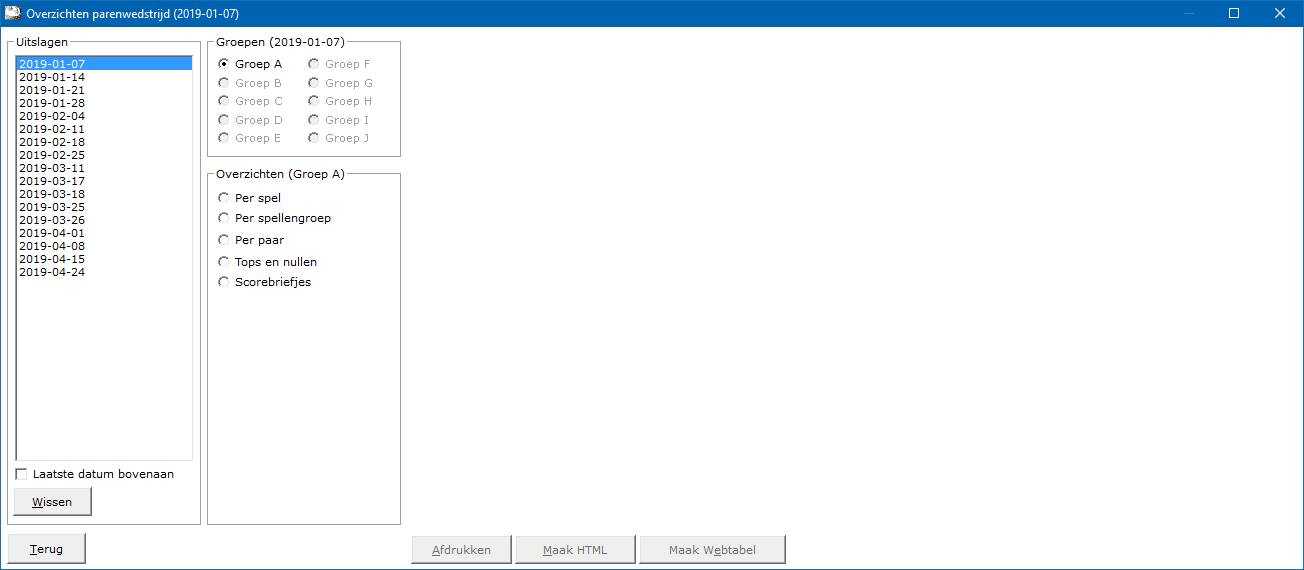 Overzichten parenwedstrijd (2019-01-07)
Uitslagen
2019-01-07
2019-01-14
2019-01-21
2019-01-28
2019-02-04
2019-02-11
2019-02-18
2019-02-25
2019-03-11
2019-03-17
2019-03-18
2019-03-25
2019-03-26
2019-04-01
2019-04-08
2019-04-15
2019-04-24
Laatste datum bovenaan
Wissen
Terug
Groepen (2019-01-07)
Groep A
Groep B
Groep C
Groep D
Groep E
Groep F
Groep G
Groep H
Groep I
Groep J
Overzichten (Groep A)
Per spel
Per spellengroep
Per paar
Tops en nullen
Scorebriefjes
Afdrukken
Maak HTML
Maak Webtabel